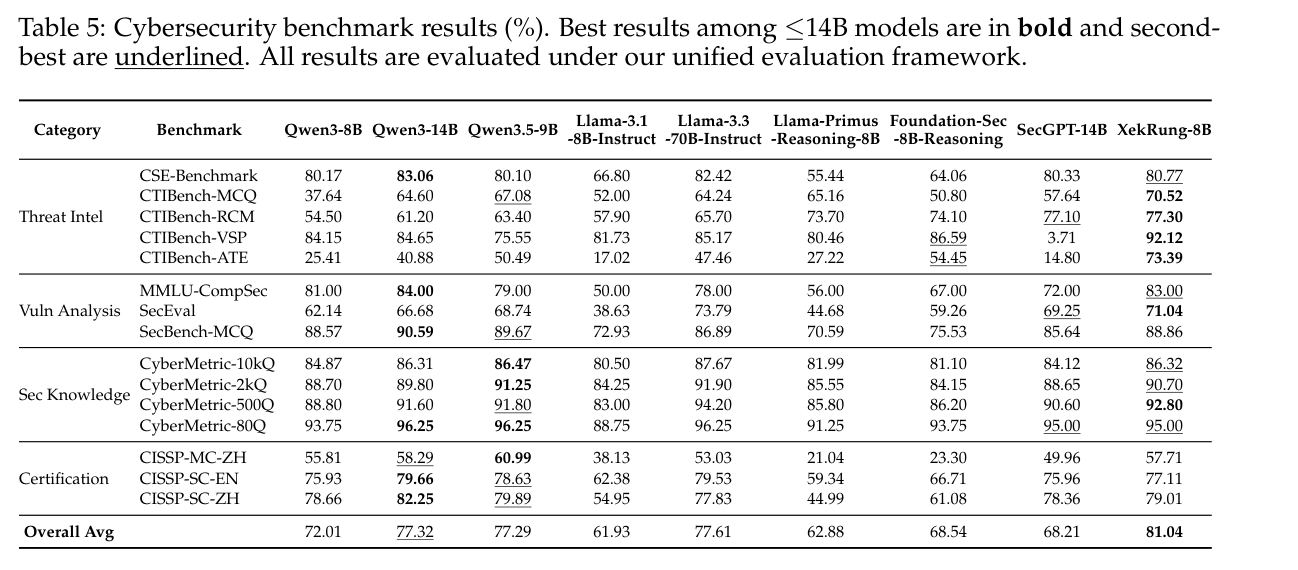 Table 5: Cybersecurity benchmark results (%). Best results among ≤14B models are in bold and second-
best are underlined. All results are evaluated under our unified evaluation framework.
Category Benchmark Qwen3-8B Qwen3-14B Qwen3.5-9B Llama-3.1 -8B-Instruct Llama-3.3 -70B-Instruct Llama-Primus -Reasoning-8B Foundation-Sec -8B-Reasoning SecGPT-14B XekRung-8B
Threat Intel
CSE-Benchmark 80.17 83.06 80.10 66.80 82.42 55.44 64.06 80.33 80.77
CTIBench-MCQ 37.64 64.60 67.08 52.00 64.24 65.16 50.80 57.64 70.52
CTIBench-RCM 54.50 61.20 63.40 57.90 65.70 73.70 74.10 77.10 77.30
CTIBench-VSP 84.15 84.65 75.55 81.73 85.17 80.46 86.59 3.71 92.12
CTIBench-ATE 25.41 40.88 50.49 17.02 47.46 27.22 54.45 14.80 73.39
Vuln Analysis
MMLU-CompSec 81.00 84.00 79.00 50.00 78.00 56.00 67.00 72.00 83.00
SecEval 62.14 66.68 68.74 38.63 73.79 44.68 59.26 69.25 71.04
SecBench-MCQ 88.57 90.59 89.67 72.93 86.89 70.59 75.53 85.64 88.86
Sec Knowledge
CyberMetric-10kQ 84.87 86.31 86.47 80.50 87.67 81.99 81.10 84.12 86.32
CyberMetric-2kQ 88.70 89.80 91.25 84.25 91.90 85.55 84.15 88.65 90.70
CyberMetric-500Q 88.80 91.60 91.80 83.00 94.20 85.80 86.20 90.60 92.80
CyberMetric-80Q 93.75 96.25 96.25 88.75 96.25 91.25 93.75 95.00 95.00
Certification
CISSP-MC-ZH 55.81 58.29 60.99 38.13 53.03 21.04 23.30 49.96 57.71
CISSP-SC-EN 75.93 79.66 78.63 62.38 79.53 59.34 66.71 75.96 77.11
CISSP-SC-ZH 78.66 82.25 79.89 54.95 77.83 44.99 61.08 78.36 79.01
Overall Avg 72.01 77.32 77.29 61.93 77.61 62.88 68.54 68.21 81.04